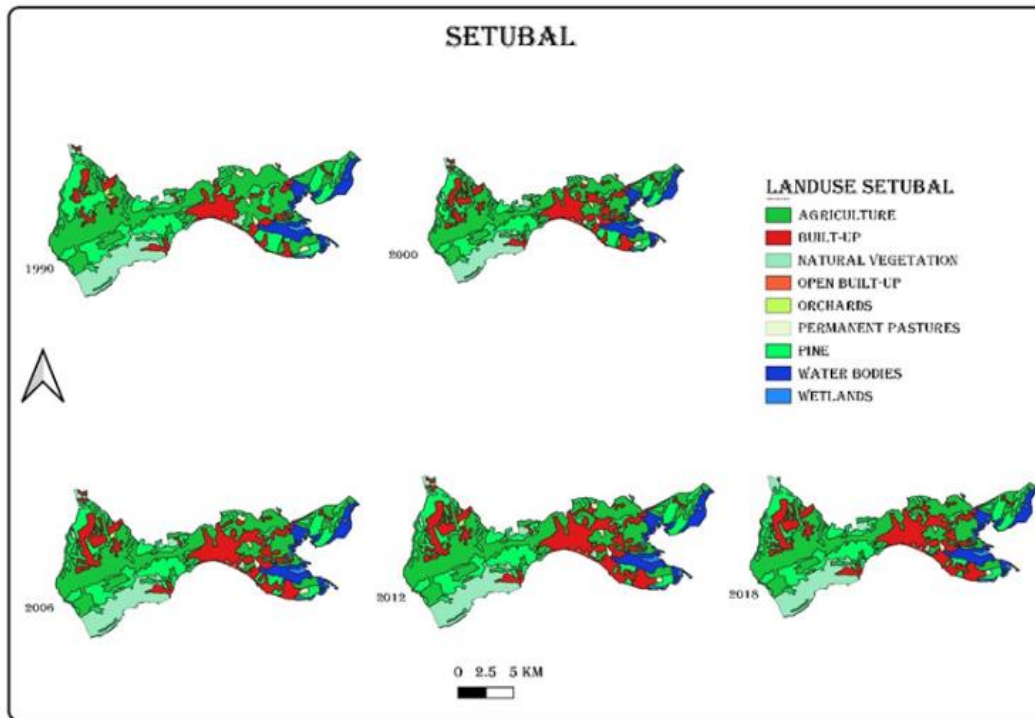 SETUBAL
1990
2000
LANDUSE SETUBAL
AGRICULTURE
BUILT-UP
NATURAL VEGETATION
OPEN BUILT-UP
ORCHARDS
PERMANENT PASTURES
PINE
WATER BODIES
WETLANDS
2006
2012
2018
0 2.5 5 KM